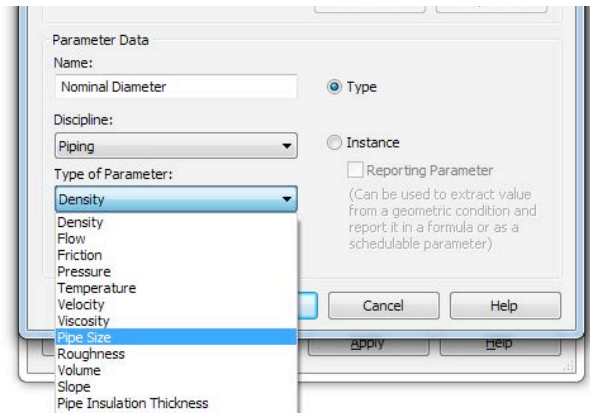 Parameter Data
Name:
Nominal Diameter
Type
Discipline:
Piping
Instance
Reporting Parameter
Type of Parameter:
Density
(Can be used to extract value
from a geometric condition and
report it in a formula or as a
schedulable parameter)
Density
Flow
Friction
Pressure
Temperature
Velocity
Viscosity
Pipe Size
Roughness
Volume
Slope
Pipe Insulation Thickness
Cancel
Help
Apply
Help